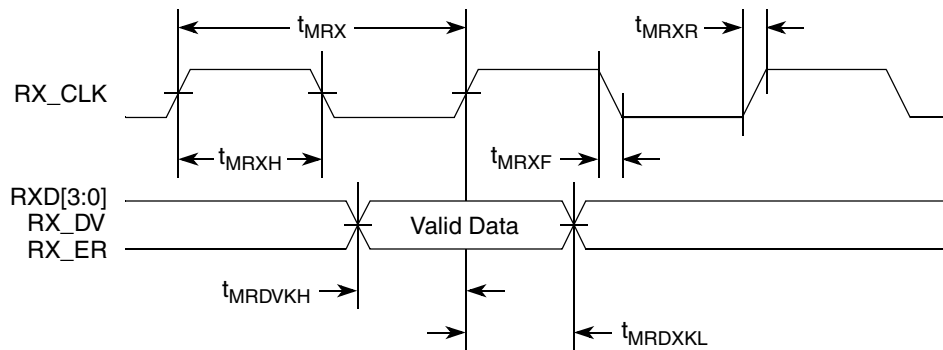 tMRX
tMRXR
RX_CLK
tMRXH
tMRXF
RXD[3:0]
RX_DV
Valid Data
RX_ER
tMRDVKH
tMRDXKL